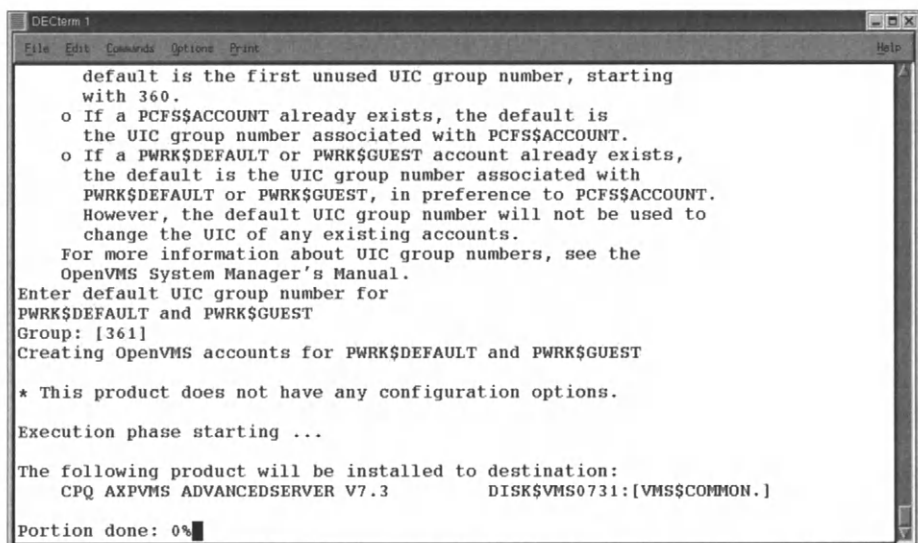 DECterm 1
File Edit Commands Options Print Help
default is the first unused UIC group number, starting
with 360.
o If a PCFS$ACCOUNT already exists, the default is
the UIC group number associated with PCFS$ACCOUNT.
o If a PWRK$DEFAULT or PWRK$GUEST account already exists,
the default is the UIC group number associated with
PWRK$DEFAULT or PWRK$GUEST, in preference to PCFS$ACCOUNT.
However, the default UIC group number will not be used to
change the UIC of any existing accounts.
For more information about UIC group numbers, see the
OpenVMS System Manager's Manual.
Enter default UIC group number for
PWRK$DEFAULT and PWRK$GUEST
Group: [361]
Creating OpenVMS accounts for PWRK$DEFAULT and PWRK$GUEST
* This product does not have any configuration options.
Execution phase starting ...
The following product will be installed to destination:
CPQ AXPVMS ADVANCEDSERVER V7.3 DISK$VMS0731:[VMS$COMMON.]
Portion done: 0%